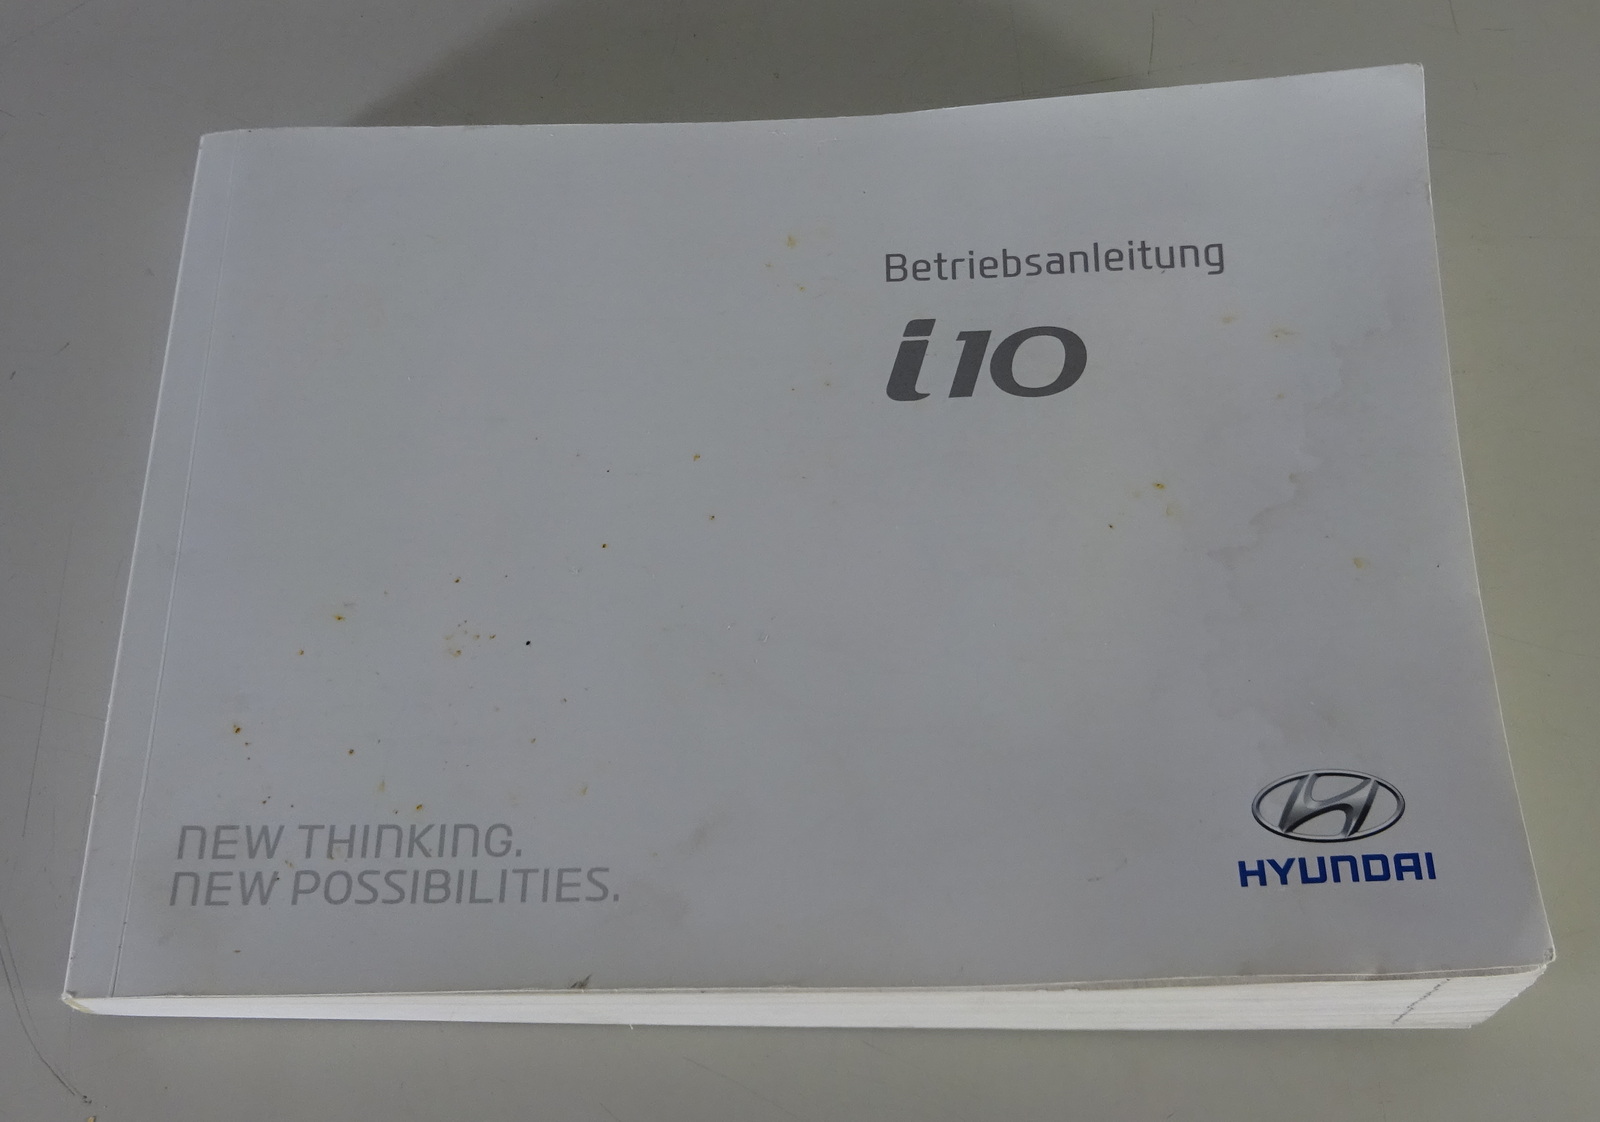 Betriebsanleitung
i10
NEW THINKING.
NEW POSSIBILITIES.
HYUNDAI